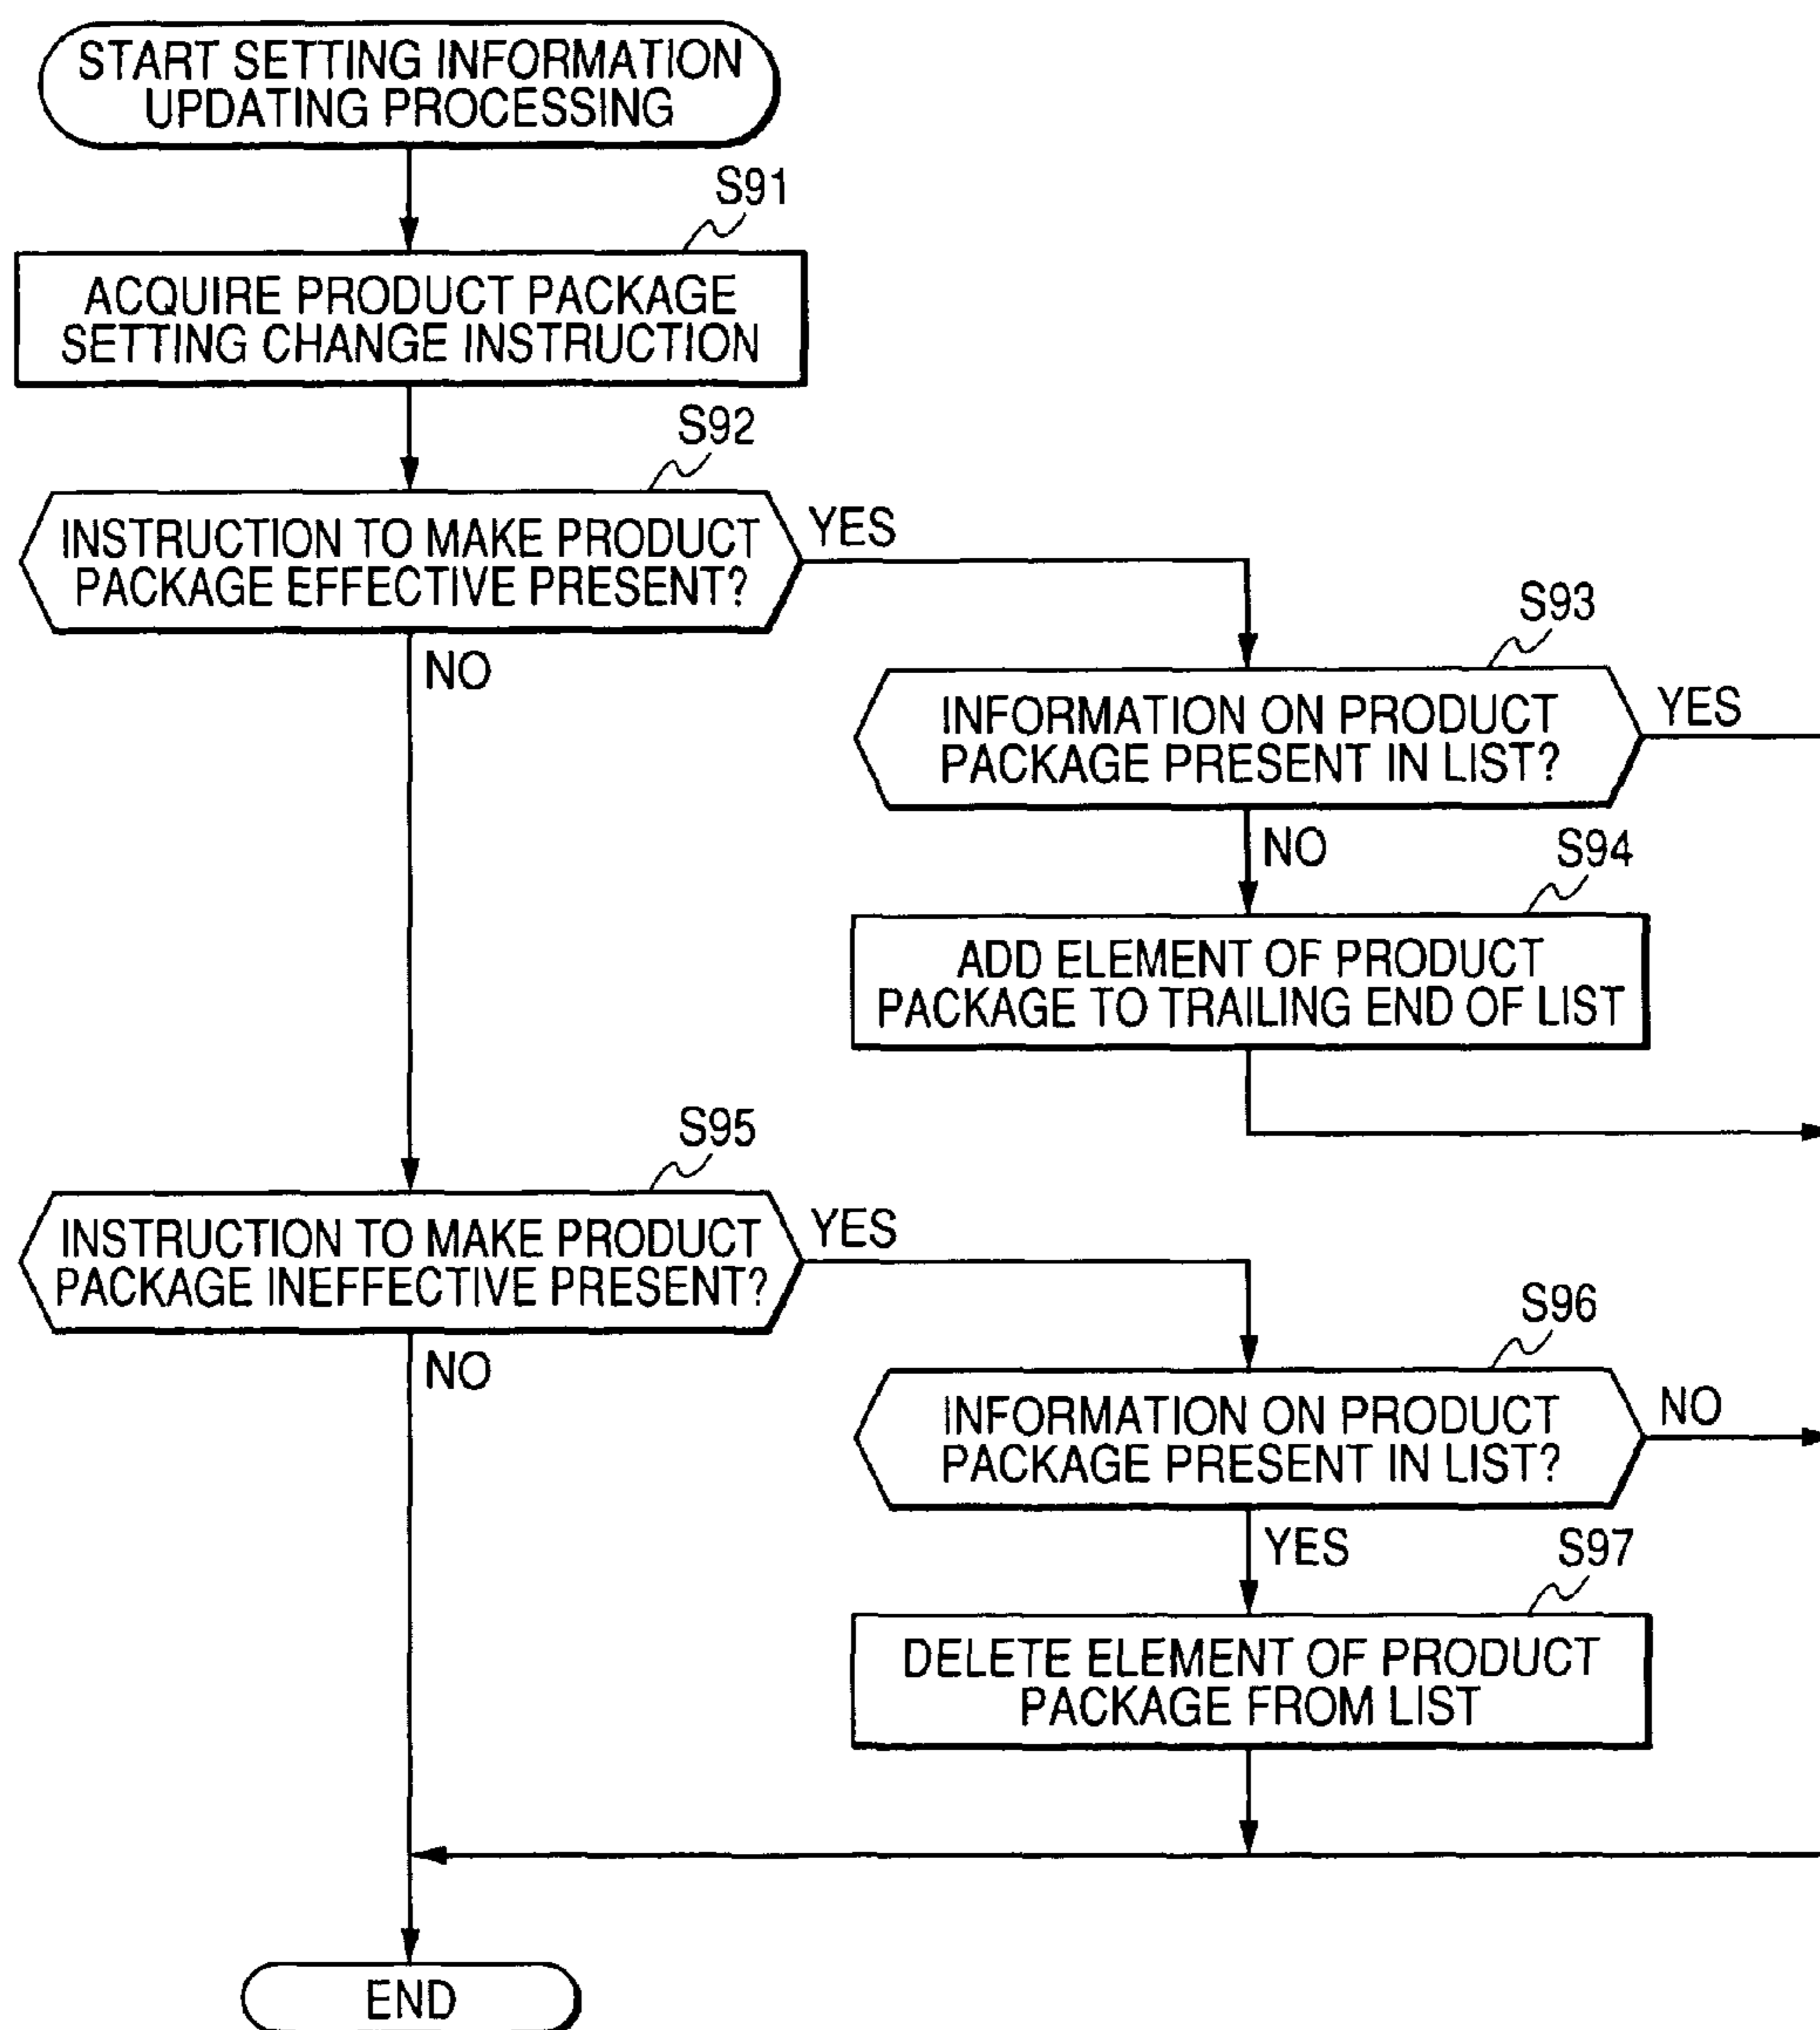 START SETTING INFORMATION
UPDATING PROCESSING
S91
ACQUIRE PRODUCT PACKAGE
SETTING CHANGE INSTRUCTION
S92
INSTRUCTION TO MAKE PRODUCT
PACKAGE EFFECTIVE PRESENT?
YES
NO
S93
INFORMATION ON PRODUCT
PACKAGE PRESENT IN LIST?
YES
NO
S94
ADD ELEMENT OF PRODUCT
PACKAGE TO TRAILING END OF LIST
S95
INSTRUCTION TO MAKE PRODUCT
PACKAGE INEFFECTIVE PRESENT?
YES
NO
S96
INFORMATION ON PRODUCT
PACKAGE PRESENT IN LIST?
NO
YES
S97
DELETE ELEMENT OF PRODUCT
PACKAGE FROM LIST
END